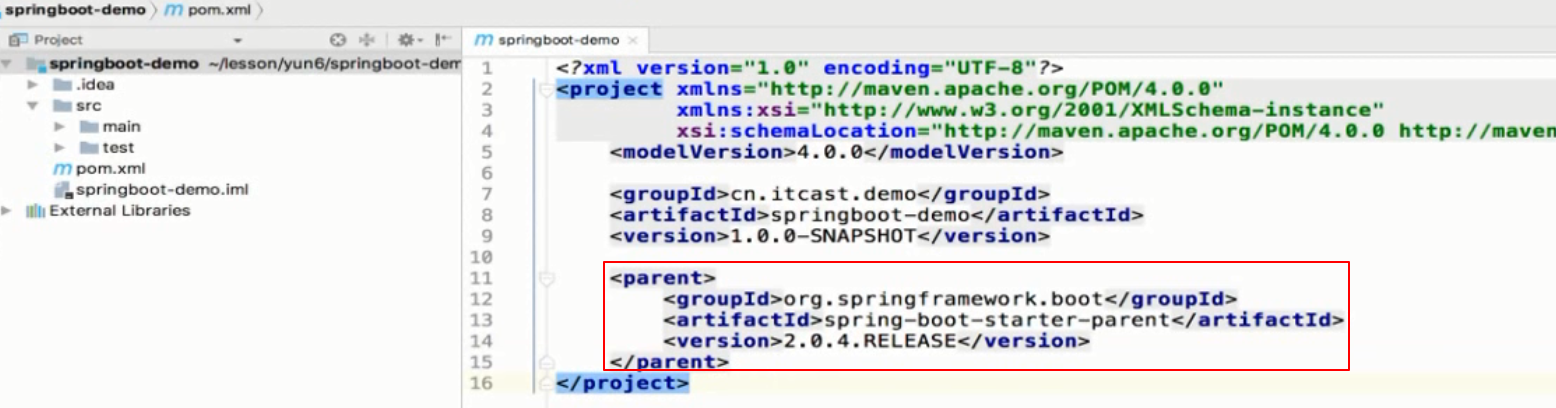 springboot-demo pom.xml
Project
springboot-demo ~/lesson/yun6/springboot-dem
.idea
src
main
test
pom.xml
springboot-demo.iml
External Libraries
springboot-demo
1 <?xml version="1.0" encoding="UTF-8"?>
2 <project xmlns="http://maven.apache.org/POM/4.0.0"
3 xmlns:xsi="http://www.w3.org/2001/XMLSchema-instance"
4 xsi:schemaLocation="http://maven.apache.org/POM/4.0.0 http://maven
5 <modelVersion>4.0.0</modelVersion>
6
7 <groupId>cn.itcast.demo</groupId>
8 <artifactId>springboot-demo</artifactId>
9 <version>1.0.0-SNAPSHOT</version>
10
11 <parent>
12 <groupId>org.springframework.boot</groupId>
13 <artifactId>spring-boot-starter-parent</artifactId>
14 <version>2.0.4.RELEASE</version>
15 </parent>
16 </project>